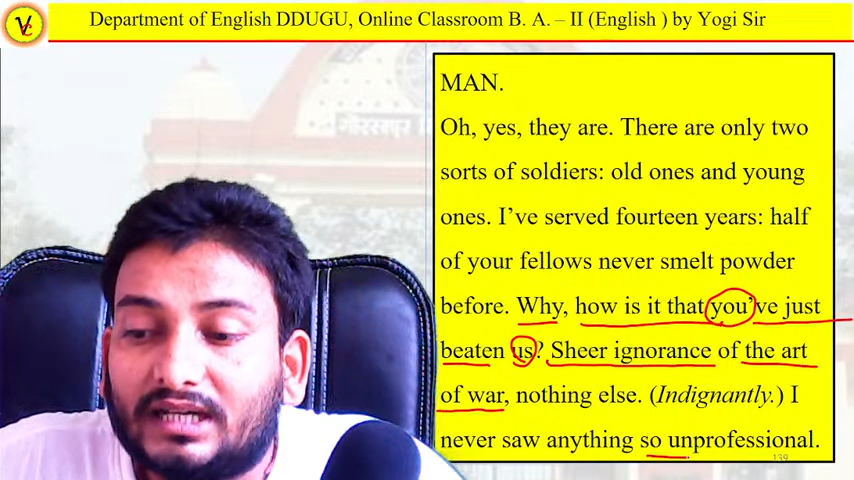 Department of English DDUGU, Online Classroom B. A. – II (English ) by Yogi Sir
MAN.
Oh, yes, they are. There are only two
sorts of soldiers: old ones and young
ones. I’ve served fourteen years: half
of your fellows never smelt powder
before. Why, how is it that you’ve just
beaten us? Sheer ignorance of the art
of war, nothing else. (Indignantly.) I
never saw anything so unprofessional.
139